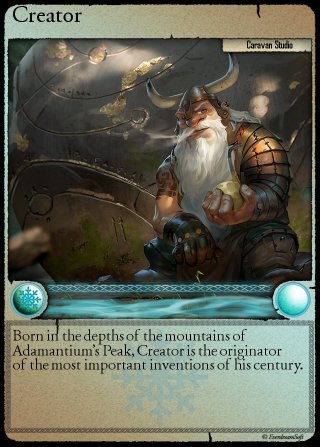 Creator
Caravan Studio
Born in the depths of the mountains of
Adamantium's Peak, Creator is the originator
of the most important inventions of his century.
© EverdreamSoft